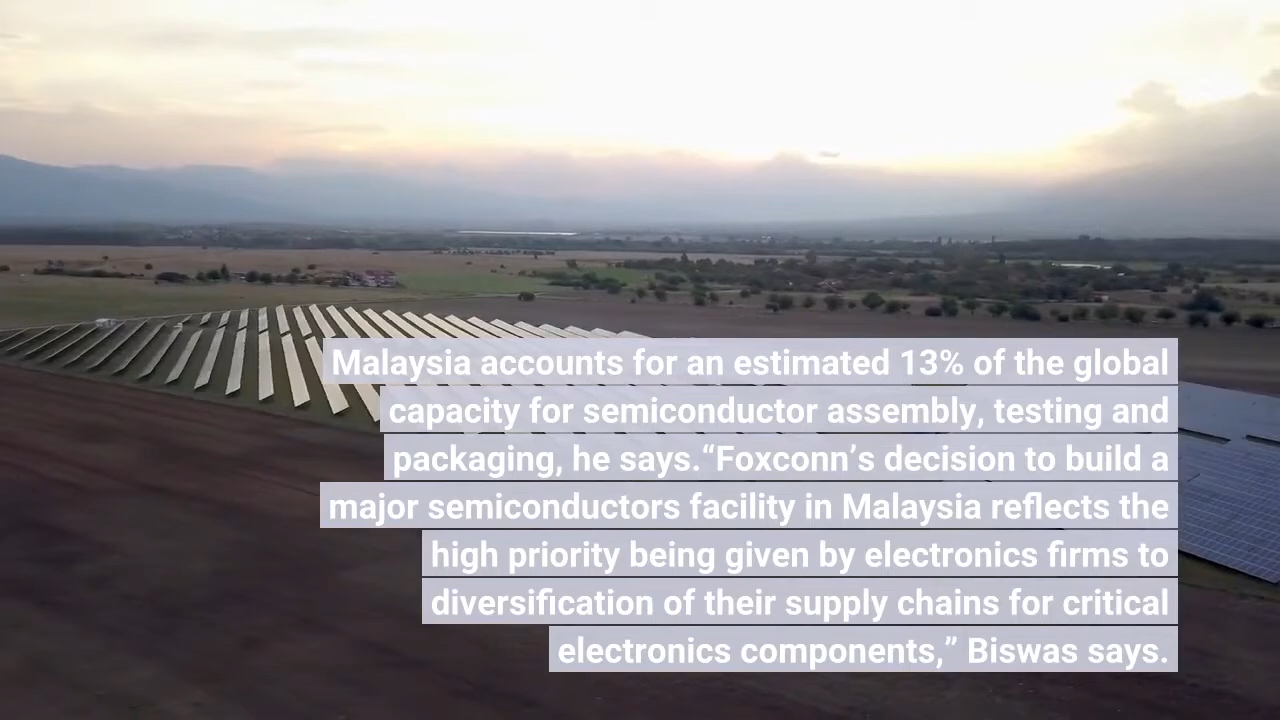 Malaysia accounts for an estimated 13% of the global
capacity for semiconductor assembly, testing and
packaging, he says.“Foxconn’s decision to build a
major semiconductors facility in Malaysia reflects the
high priority being given by electronics firms to
diversification of their supply chains for critical
electronics components,” Biswas says.